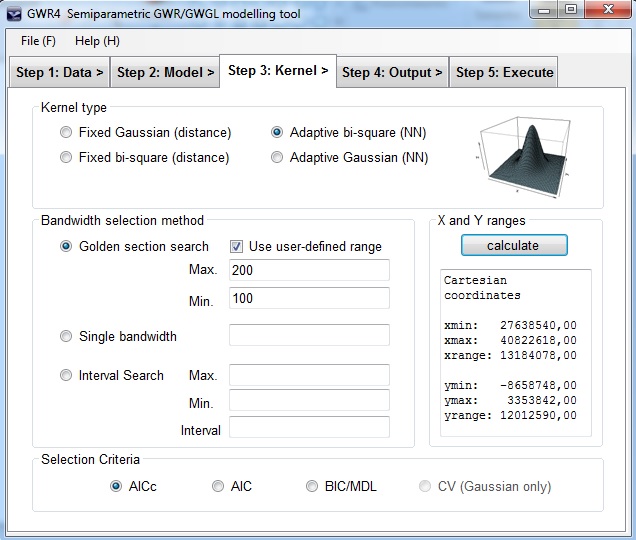 GWR4 Semiparametric GWR/GWGL modelling tool
File (F) Help (H)
Step 1: Data > Step 2: Model > Step 3: Kernel > Step 4: Output > Step 5: Execute
Kernel type
Fixed Gaussian (distance) Adaptive bi-square (NN)
Fixed bi-square (distance) Adaptive Gaussian (NN)
Bandwidth selection method
Golden section search Use user-defined range
Max. 200
Min. 100
Single bandwidth
Interval Search Max.
Min.
Interval
X and Y ranges
calculate
Cartesian
coordinates
xmin: 27638540,00
xmax: 40822618,00
xrange: 13184078,00
ymin: -8658748,00
ymax: 3353842,00
yrange: 12012590,00
Selection Criteria
AICc AIC BIC/MDL CV (Gaussian only)